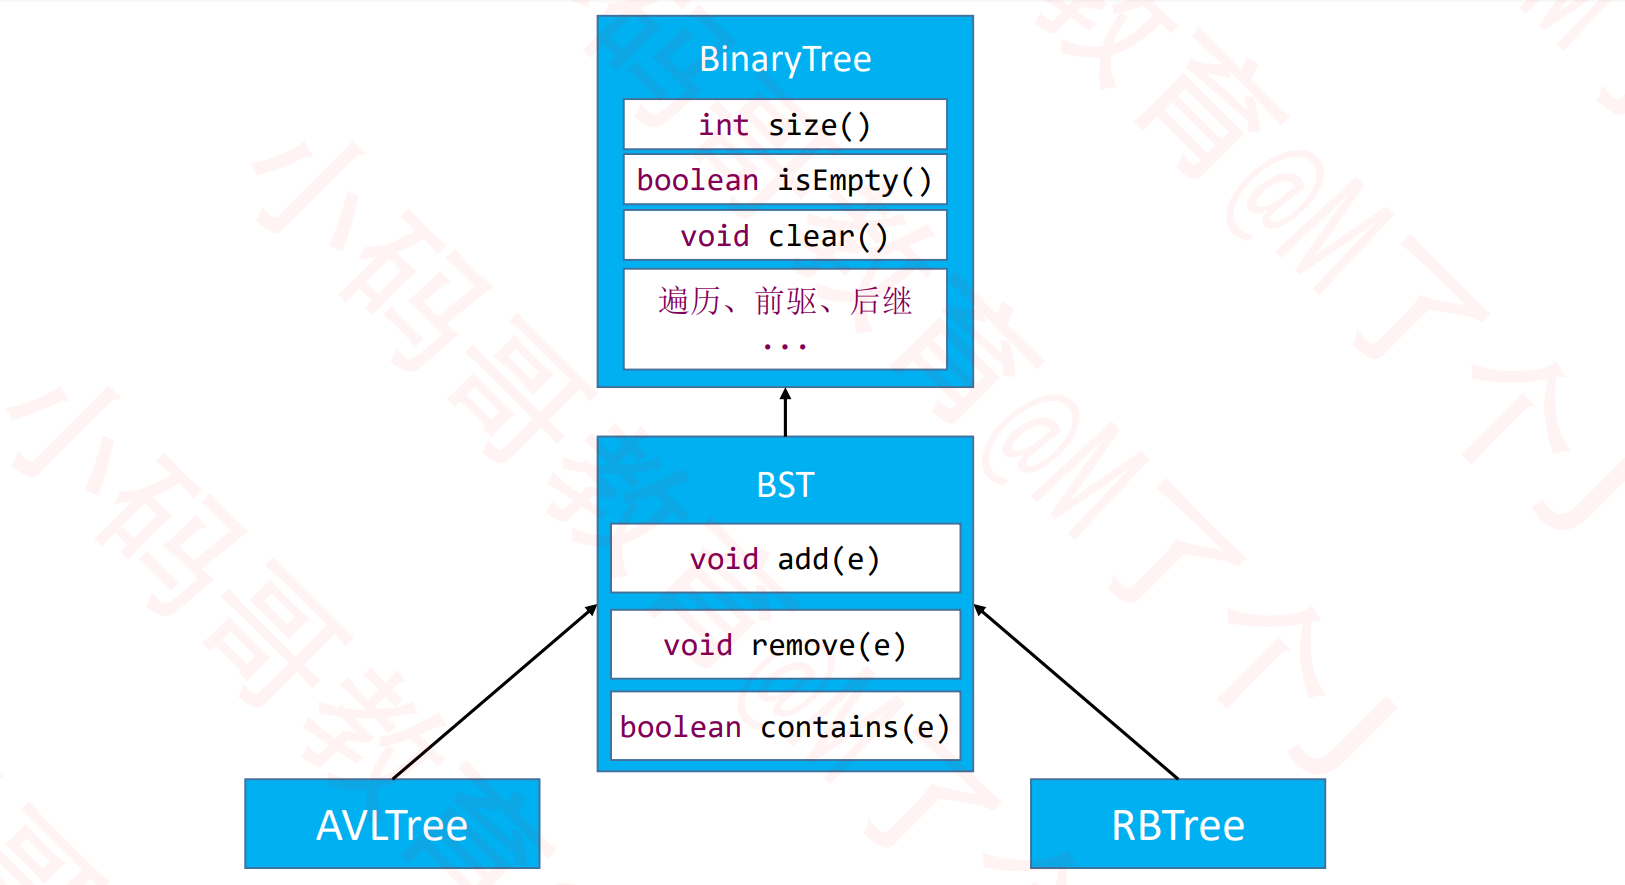 BinaryTree
int size()
boolean isEmpty()
void clear()
遍历、前驱、后继
...
BST
void add(e)
void remove(e)
boolean contains(e)
AVLTree
RBTree
小码哥教育@M了个J
小码哥教育@M了个J